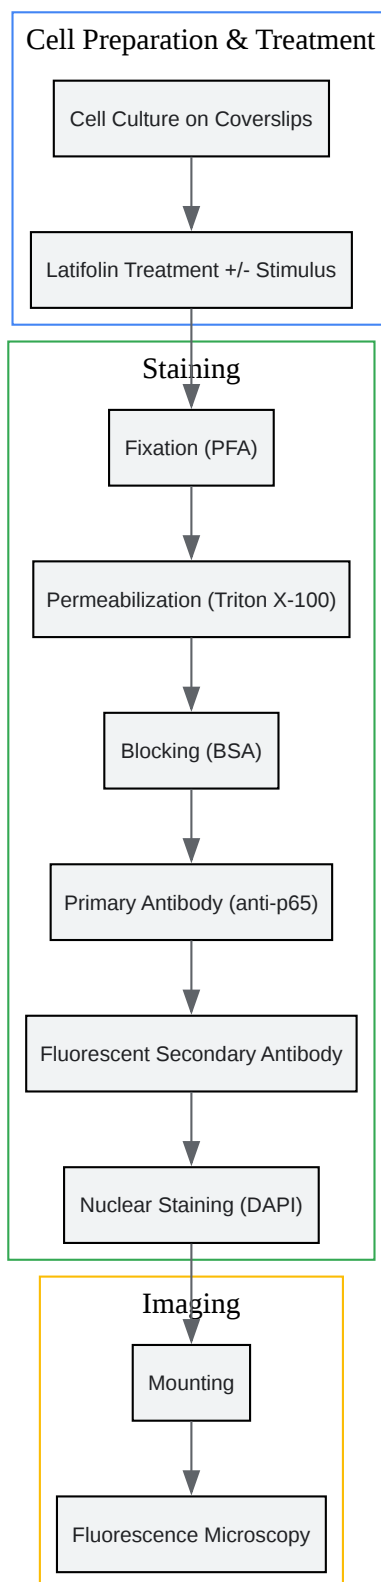 Cell Preparation & Treatment
Cell Culture on Coverslips
Latifolin Treatment +/- Stimulus
Staining
Fixation (PFA)
Permeabilization (Triton X-100)
Blocking (BSA)
Primary Antibody (anti-p65)
Fluorescent Secondary Antibody
Nuclear Staining (DAPI)
Imaging
Mounting
Fluorescence Microscopy